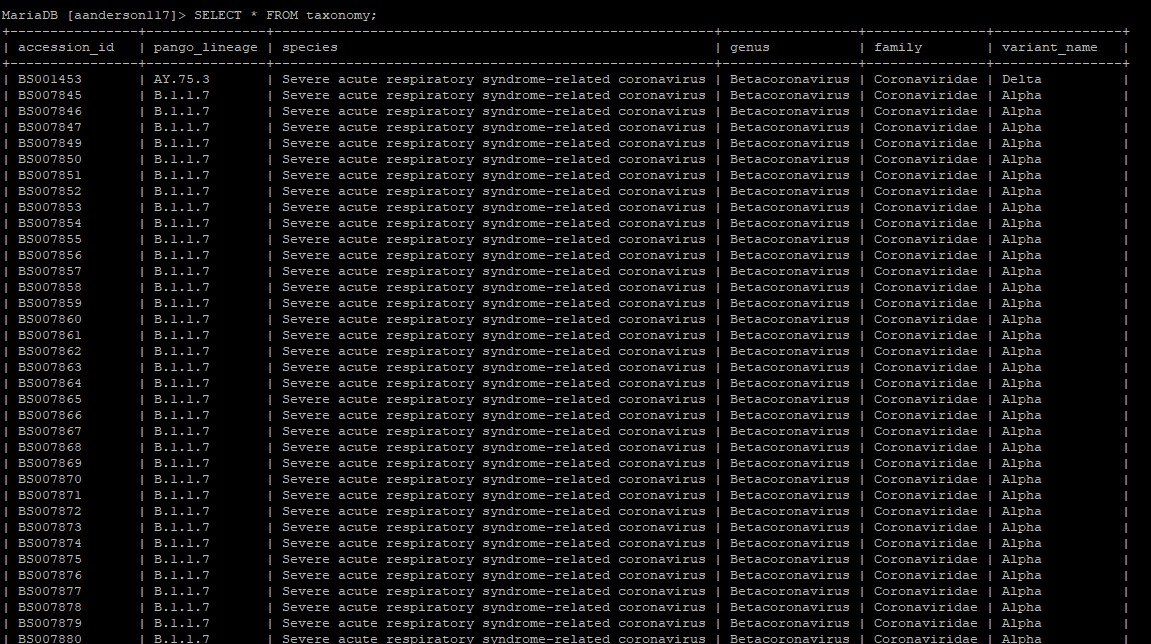 MariaDB [aanderson117]> SELECT * FROM taxonomy;
+----------------+---------------+-----------------------------------------------------+-----------------+---------------+----------------+
| accession_id | pango_lineage | species | genus | family | variant_name |
+----------------+---------------+-----------------------------------------------------+-----------------+---------------+----------------+
| BS001453 | AY.75.3 | Severe acute respiratory syndrome-related coronavirus | Betacoronavirus | Coronaviridae | Delta |
| BS007845 | B.1.1.7 | Severe acute respiratory syndrome-related coronavirus | Betacoronavirus | Coronaviridae | Alpha |
| BS007846 | B.1.1.7 | Severe acute respiratory syndrome-related coronavirus | Betacoronavirus | Coronaviridae | Alpha |
| BS007847 | B.1.1.7 | Severe acute respiratory syndrome-related coronavirus | Betacoronavirus | Coronaviridae | Alpha |
| BS007849 | B.1.1.7 | Severe acute respiratory syndrome-related coronavirus | Betacoronavirus | Coronaviridae | Alpha |
| BS007850 | B.1.1.7 | Severe acute respiratory syndrome-related coronavirus | Betacoronavirus | Coronaviridae | Alpha |
| BS007851 | B.1.1.7 | Severe acute respiratory syndrome-related coronavirus | Betacoronavirus | Coronaviridae | Alpha |
| BS007852 | B.1.1.7 | Severe acute respiratory syndrome-related coronavirus | Betacoronavirus | Coronaviridae | Alpha |
| BS007853 | B.1.1.7 | Severe acute respiratory syndrome-related coronavirus | Betacoronavirus | Coronaviridae | Alpha |
| BS007854 | B.1.1.7 | Severe acute respiratory syndrome-related coronavirus | Betacoronavirus | Coronaviridae | Alpha |
| BS007855 | B.1.1.7 | Severe acute respiratory syndrome-related coronavirus | Betacoronavirus | Coronaviridae | Alpha |
| BS007856 | B.1.1.7 | Severe acute respiratory syndrome-related coronavirus | Betacoronavirus | Coronaviridae | Alpha |
| BS007857 | B.1.1.7 | Severe acute respiratory syndrome-related coronavirus | Betacoronavirus | Coronaviridae | Alpha |
| BS007858 | B.1.1.7 | Severe acute respiratory syndrome-related coronavirus | Betacoronavirus | Coronaviridae | Alpha |
| BS007859 | B.1.1.7 | Severe acute respiratory syndrome-related coronavirus | Betacoronavirus | Coronaviridae | Alpha |
| BS007860 | B.1.1.7 | Severe acute respiratory syndrome-related coronavirus | Betacoronavirus | Coronaviridae | Alpha |
| BS007861 | B.1.1.7 | Severe acute respiratory syndrome-related coronavirus | Betacoronavirus | Coronaviridae | Alpha |
| BS007862 | B.1.1.7 | Severe acute respiratory syndrome-related coronavirus | Betacoronavirus | Coronaviridae | Alpha |
| BS007863 | B.1.1.7 | Severe acute respiratory syndrome-related coronavirus | Betacoronavirus | Coronaviridae | Alpha |
| BS007864 | B.1.1.7 | Severe acute respiratory syndrome-related coronavirus | Betacoronavirus | Coronaviridae | Alpha |
| BS007865 | B.1.1.7 | Severe acute respiratory syndrome-related coronavirus | Betacoronavirus | Coronaviridae | Alpha |
| BS007866 | B.1.1.7 | Severe acute respiratory syndrome-related coronavirus | Betacoronavirus | Coronaviridae | Alpha |
| BS007867 | B.1.1.7 | Severe acute respiratory syndrome-related coronavirus | Betacoronavirus | Coronaviridae | Alpha |
| BS007868 | B.1.1.7 | Severe acute respiratory syndrome-related coronavirus | Betacoronavirus | Coronaviridae | Alpha |
| BS007869 | B.1.1.7 | Severe acute respiratory syndrome-related coronavirus | Betacoronavirus | Coronaviridae | Alpha |
| BS007870 | B.1.1.7 | Severe acute respiratory syndrome-related coronavirus | Betacoronavirus | Coronaviridae | Alpha |
| BS007871 | B.1.1.7 | Severe acute respiratory syndrome-related coronavirus | Betacoronavirus | Coronaviridae | Alpha |
| BS007872 | B.1.1.7 | Severe acute respiratory syndrome-related coronavirus | Betacoronavirus | Coronaviridae | Alpha |
| BS007873 | B.1.1.7 | Severe acute respiratory syndrome-related coronavirus | Betacoronavirus | Coronaviridae | Alpha |
| BS007874 | B.1.1.7 | Severe acute respiratory syndrome-related coronavirus | Betacoronavirus | Coronaviridae | Alpha |
| BS007875 | B.1.1.7 | Severe acute respiratory syndrome-related coronavirus | Betacoronavirus | Coronaviridae | Alpha |
| BS007876 | B.1.1.7 | Severe acute respiratory syndrome-related coronavirus | Betacoronavirus | Coronaviridae | Alpha |
| BS007877 | B.1.1.7 | Severe acute respiratory syndrome-related coronavirus | Betacoronavirus | Coronaviridae | Alpha |
| BS007878 | B.1.1.7 | Severe acute respiratory syndrome-related coronavirus | Betacoronavirus | Coronaviridae | Alpha |
| BS007879 | B.1.1.7 | Severe acute respiratory syndrome-related coronavirus | Betacoronavirus | Coronaviridae | Alpha |
| BS007880 | B.1.1.7 | Severe acute respiratory syndrome-related coronavirus | Betacoronavirus | Coronaviridae | Alpha |